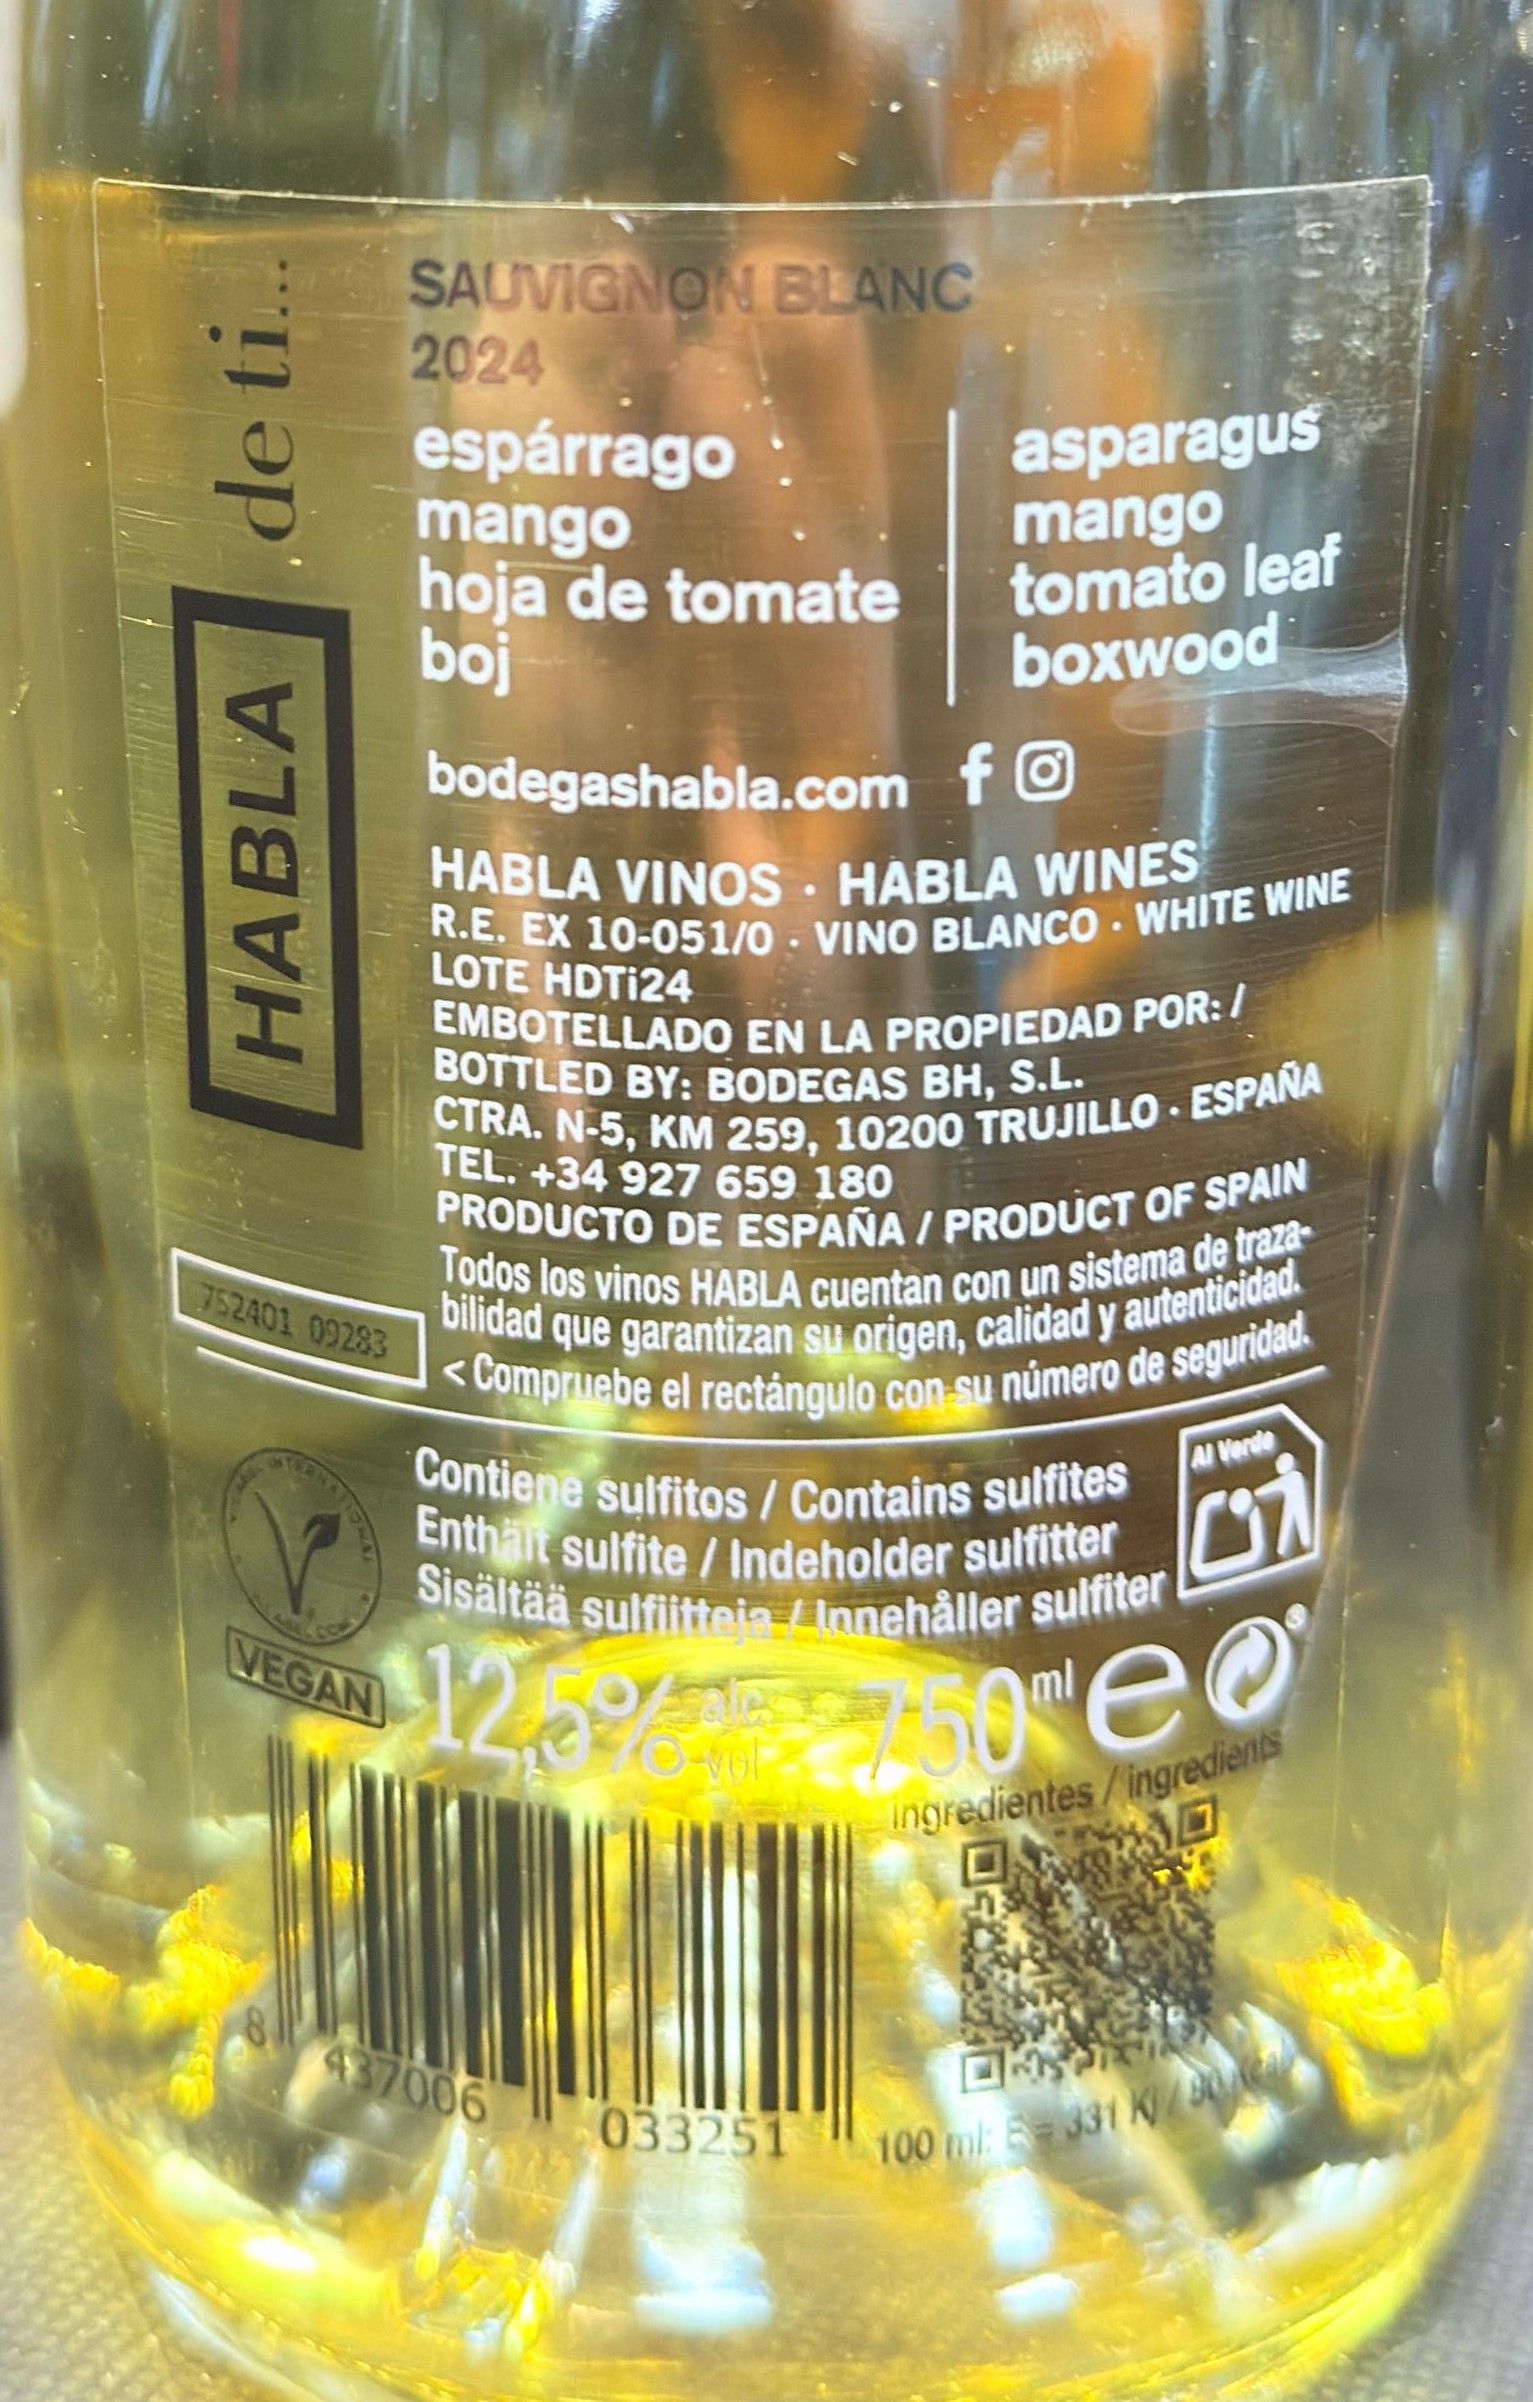 HABLA de ti...
SAUVIGNON BLANC
2024
espárrago
mango
hoja de tomate
boj
asparagus
mango
tomato leaf
boxwood
bodegashabla.com
HABLA VINOS · HABLA WINES
R.E. EX 10-051/0 · VINO BLANCO · WHITE WINE
LOTE HDTi24
EMBOTELLADO EN LA PROPIEDAD POR: /
BOTTLED BY: BODEGAS BH, S.L.
CTRA. N-5, KM 259, 10200 TRUJILLO · ESPAÑA
TEL. +34 927 659 180
PRODUCTO DE ESPAÑA / PRODUCT OF SPAIN
Todos los vinos HABLA cuentan con un sistema de traza-
bilidad que garantizan su origen, calidad y autenticidad.
< Compruebe el rectángulo con su número de seguridad.
752401 09283
Contiene sulfitos / Contains sulfites
Enthält sulfite / Indeholder sulfitter
Sisältää sulfiitteja / Innehåller sulfiter
Al Verde
VEGAN
12,5% alc vol 750 ml e
ingredientes / ingredients
8 437006 033251
100 ml: E = 331 Kj / 80